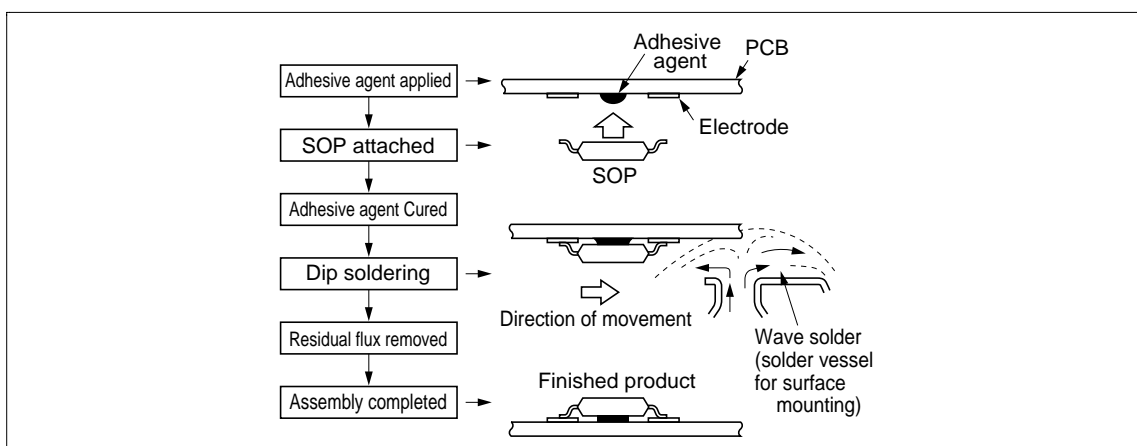 Adhesive agent applied
SOP attached
Adhesive agent Cured
Dip soldering
Residual flux removed
Assembly completed
Adhesive
agent
PCB
Electrode
SOP
Direction of movement
Wave solder
(solder vessel
for surface
mounting)
Finished product